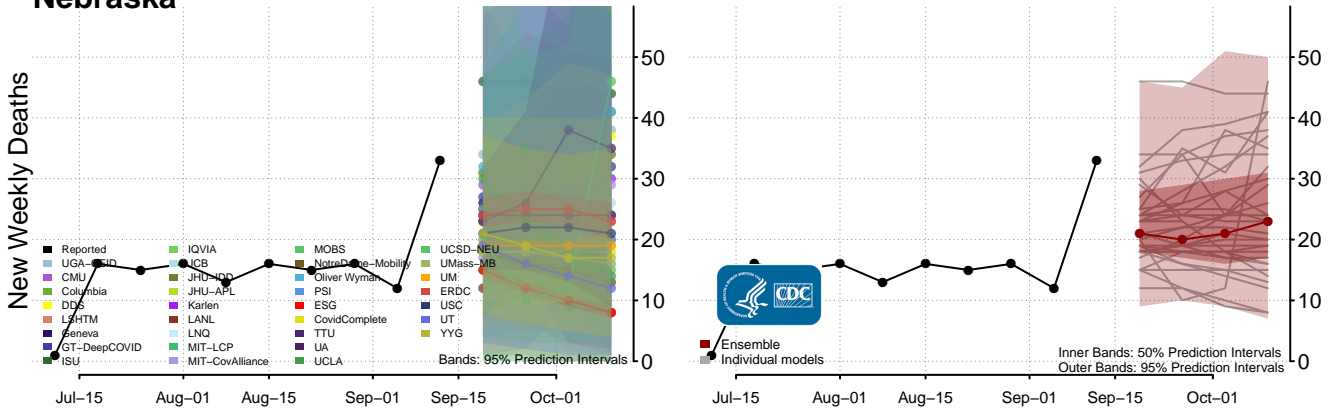 Nebraska
New Weekly Deaths
50
40
30
20
10
0
Reported
UGA-CEID
CMU
Columbia
DDS
LSHTM
Geneva
GT-DeepCOVID
ISU
IQVIA
JCB
JHU-IDD
JHU-APL
Karlen
LANL
LNQ
MIT-LCP
MIT-CovAlliance
MOBS
NotreDame-Mobility
Oliver Wyman
PSI
ESG
CovidComplete
TTU
UA
UCLA
UCSD-NEU
UMass-MB
UM
ERDC
USC
UT
YYG
Bands: 95% Prediction Intervals
Jul-15 Aug-01 Aug-15 Sep-01 Sep-15 Oct-01
50
40
30
20
10
0
CDC
Ensemble
Individual models
Inner Bands: 50% Prediction Intervals
Outer Bands: 95% Prediction Intervals
Jul-15 Aug-01 Aug-15 Sep-01 Sep-15 Oct-01